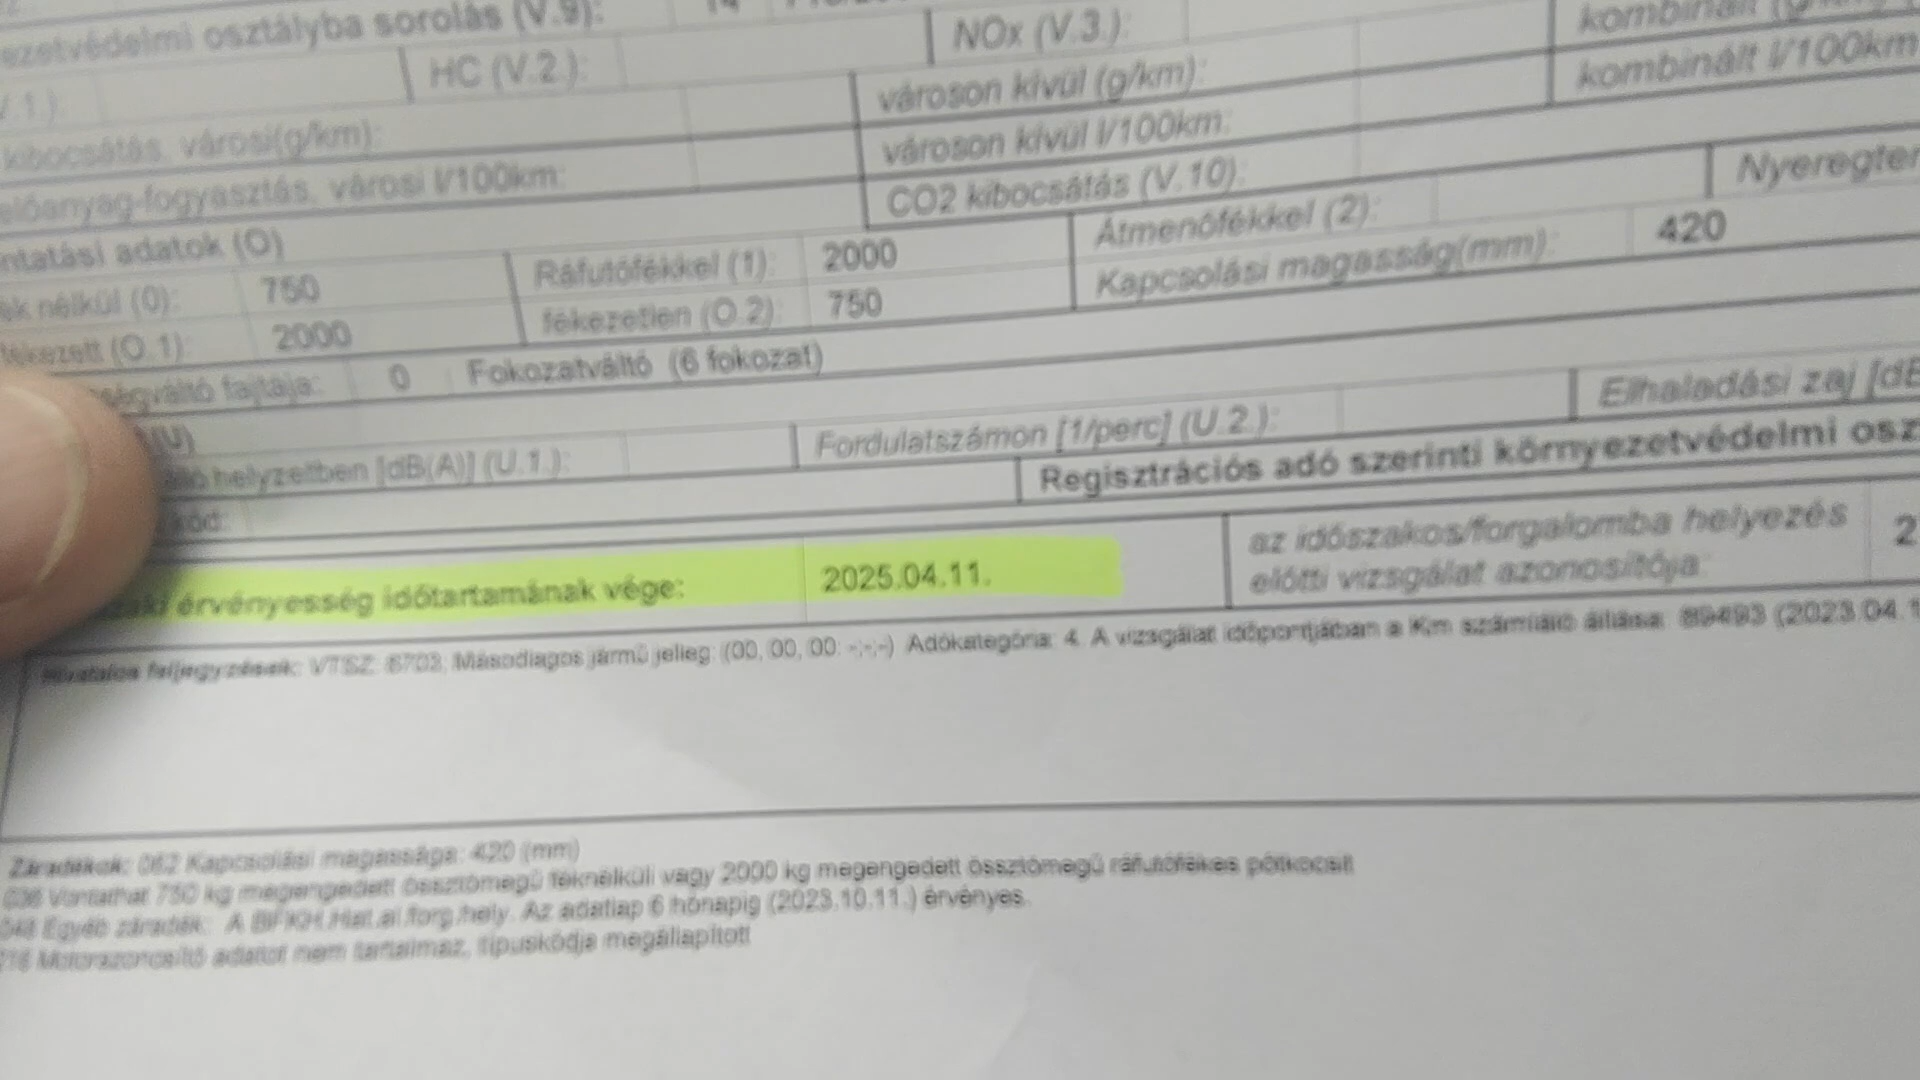 ezetvédelmi osztályba sorolás (V.9): 14
V.1.): HC (V.2.): NOx (V.3.): kombinált
kibocsátás, városi(g/km): városon kívül (g/km): kombinált l/100km
előanyag-fogyasztás, városi l/100km: városon kívül l/100km:
CO2 kibocsátás (V.10):
ntatási adatok (O) Nyeregter
ék nélkül (0): 750 Ráfutófékkel (1): 2000 Átmenőfékkel (2):
fékezett (O.1): 2000 fékezetlen (O.2): 750 Kapcsolási magasság(mm): 420
ségváltó fajtája: 0 Fokozatváltó (6 fokozat)
(U)
helyzetben [dB(A)] (U.1.): Fordulatszámon [1/perc] (U.2.): Elhaladási zaj [dB
kód: Regisztrációs adó szerinti környezetvédelmi osz
zaki érvényesség időtartamának vége: 2025.04.11. az időszakos/forgalomba helyezés előtti vizsgálat azonosítója: 2
feljegyzések: VTSZ: 8703; Másodlagos jármű jelleg: (00, 00, 00: -;-;-) Adókategória: 4. A vizsgálat időpontjában a Km számláló állása: 89493 (2023.04.1
Záradékok: 062 Kapcsolási magassága: 420 (mm)
036 Vontathat 750 kg megengedett össztömegű féknélküli vagy 2000 kg megengedett össztömegű ráfutófékes pótkocsit
Egyéb záradék: A BFKH.Hat.al.forg./hely. Az adatlap 6 hónapig (2023.10.11.) érvényes.
Motorazonosító adatot nem tartalmaz, típuskódja megállapított